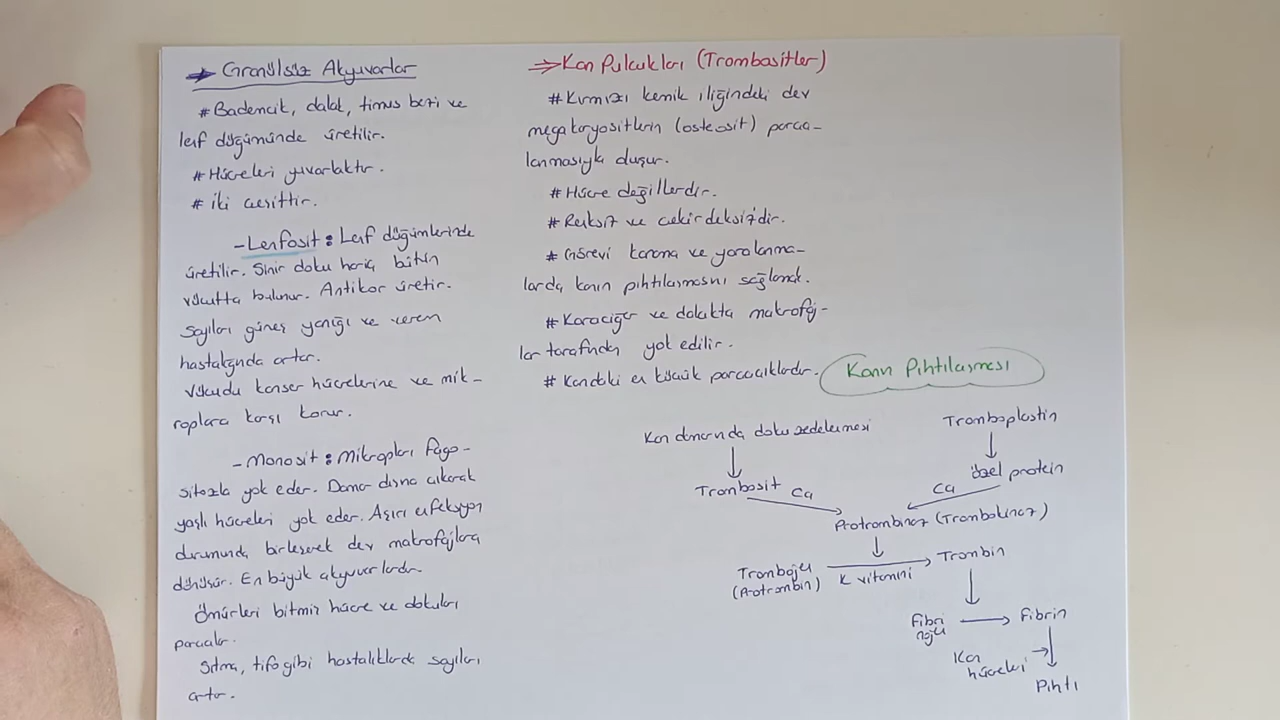 → Granülsüz Akyuvarlar
# Bademcik, dalak, timus bezi ve
lenf düğümünde üretilir.
# Hücreleri yuvarlaktır.
# İki çeşittir.
- Lenfosit : Lenf düğümlerinde
üretilir. Sinir doku hariç bütün
vücutta bulunur. Antikor üretir.
Sayıları güneş yanığı ve verem
hastalığında artar.
Vücudu kanser hücrelerine ve mik-
roplara karşı korur.
- Monosit : Mikropları fago-
sitozla yok eder. Damar dışına çıkarak
yaşlı hücreleri yok eder. Aşırı enfeksiyon
durumunda birleşerek dev makrofajlara
dönüşür. En büyük akyuvarlardır.
Ömürleri bitmiş hücre ve dokuları
parçalar.
Sıtma, tifo gibi hastalıklarda sayıları
artar.
⇒ Kan Pulcukları (Trombositler)
# Kırmızı kemik iliğindeki dev
megakaryositlerin (osteosit) parça-
lanmasıyla oluşur.
# Hücre değillerdir.
# Renksiz ve çekirdeksizdir.
# Görevi kanama ve yaralanma-
larda kanın pıhtılaşmasını sağlamak.
# Karaciğer ve dalakta makrofaj-
lar tarafından yok edilir.
# Kandaki en küçük parçacıklardır.
Kanın Pıhtılaşması
Kan damarında doku zedelenmesi
Tromboplastin
↓
↓
Trombosit
özel protein
Ca
Ca
Protrombinaz (Trombokinaz)
↓
Trombojen
(Protrombin)
→
K vitamini
Trombin
↓
Fibri
nojen
→
Fibrin
Kan
hücreleri
→
↓
Pıhtı